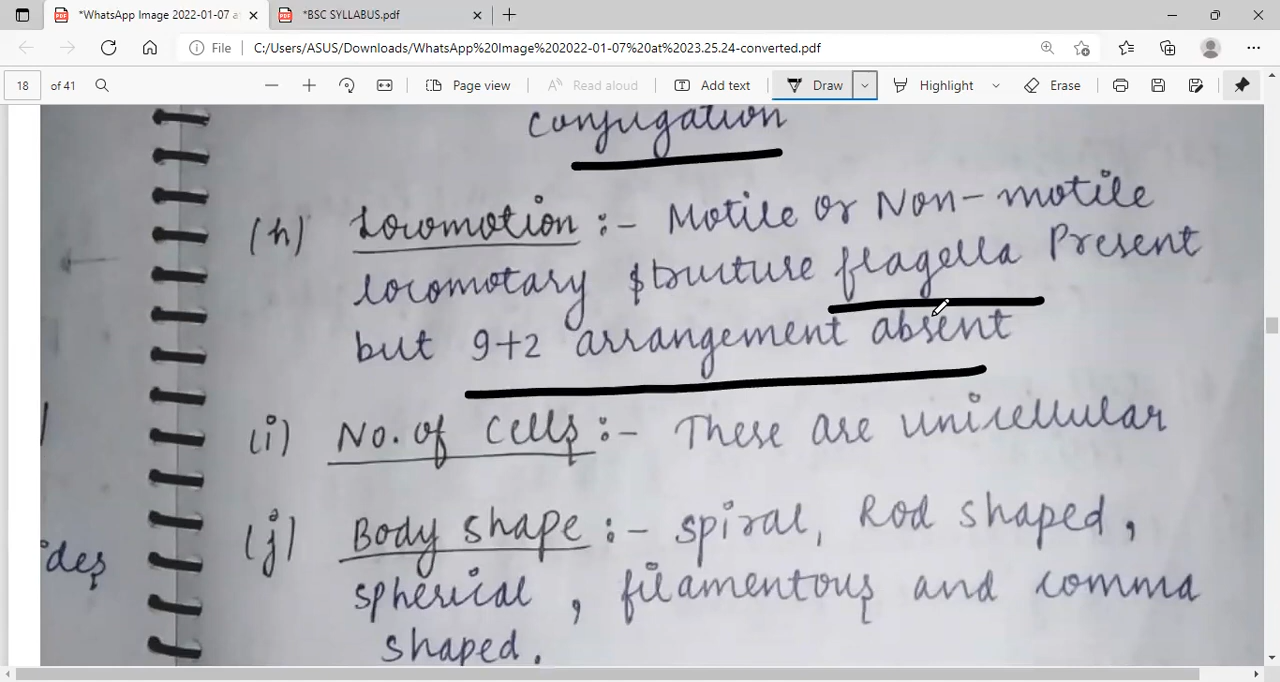 *WhatsApp Image 2022-01-07 a
*BSC SYLLABUS.pdf
File
C:/Users/ASUS/Downloads/WhatsApp%20Image%202022-01-07%20at%2023.25.24-converted.pdf
18 of 41
Page view
Read aloud
Add text
Draw
Highlight
Erase
Conjugation
(h) Locomotion :- Motile or Non-motile
locomotary structure flagella Present
but 9+2 arrangement absent
(i) No. of Cells :- These are unicellular
(j) Body shape :- spiral, Rod shaped,
des
spherical, filamentous and comma
shaped.